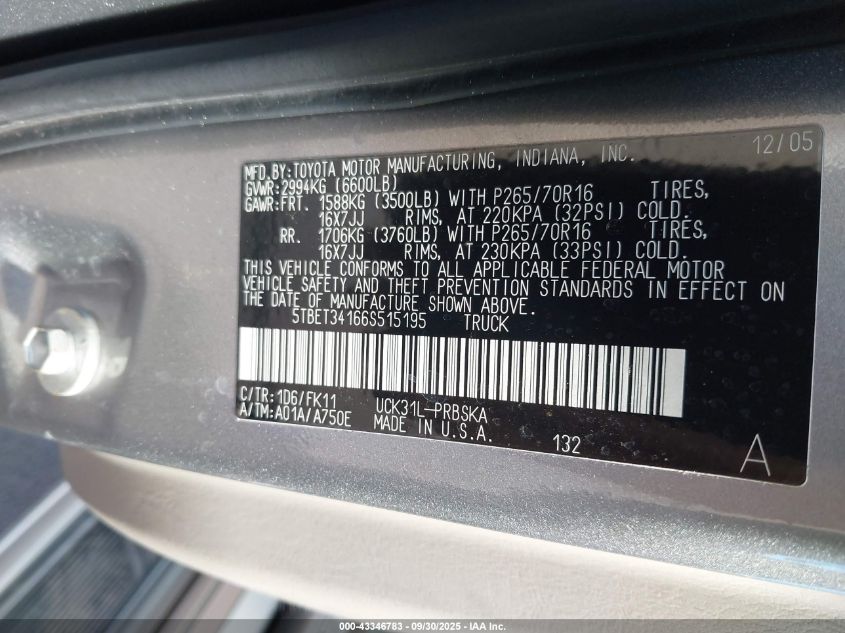 12/05
MFD.BY:TOYOTA MOTOR MANUFACTURING, INDIANA, INC.
GVWR:2994KG (6600LB)
GAWR:FRT. 1588KG (3500LB) WITH P265/70R16 TIRES,
16X7JJ RIMS, AT 220KPA (32PSI) COLD.
RR. 1706KG (3760LB) WITH P265/70R16 TIRES,
16X7JJ RIMS, AT 230KPA (33PSI) COLD.
THIS VEHICLE CONFORMS TO ALL APPLICABLE FEDERAL MOTOR
VEHICLE SAFETY AND THEFT PREVENTION STANDARDS IN EFFECT ON
THE DATE OF MANUFACTURE SHOWN ABOVE.
5TBET34166S515195 TRUCK
C/TR:1D6/FK11 UCK31L-PRBSKA
A/TM:A01A/A750E MADE IN U.S.A.
132
A
000-43346783 - 09/30/2025 - IAA Inc.